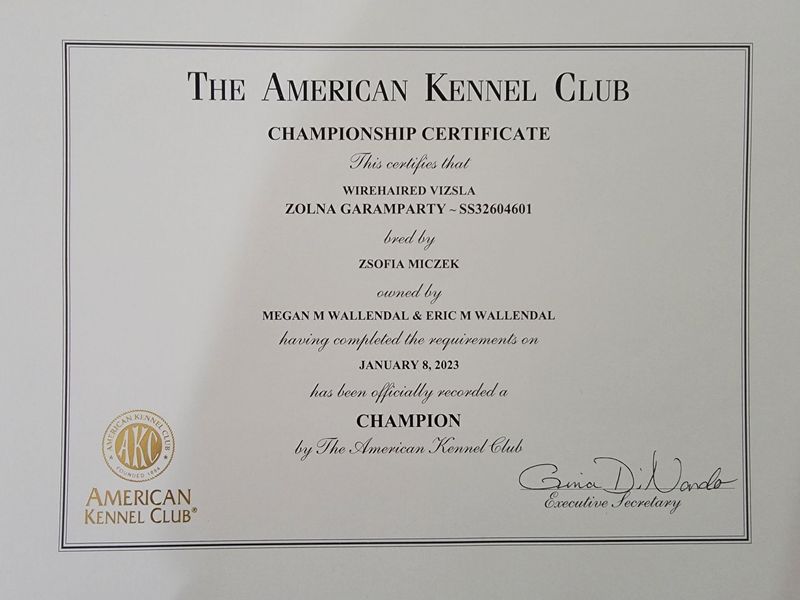 THE AMERICAN KENNEL CLUB
CHAMPIONSHIP CERTIFICATE
This certifies that
WIREHAIRED VIZSLA
ZOLNA GARAMPARTY ~ SS32604601
bred by
ZSOFIA MICZEK
owned by
MEGAN M WALLENDAL & ERIC M WALLENDAL
having completed the requirements on
JANUARY 8, 2023
has been officially recorded a
CHAMPION
by The American Kennel Club
AMERICAN KENNEL CLUB
AKC
FOUNDED 1884
AMERICAN
KENNEL CLUB®
Gina DiNardo
Executive Secretary